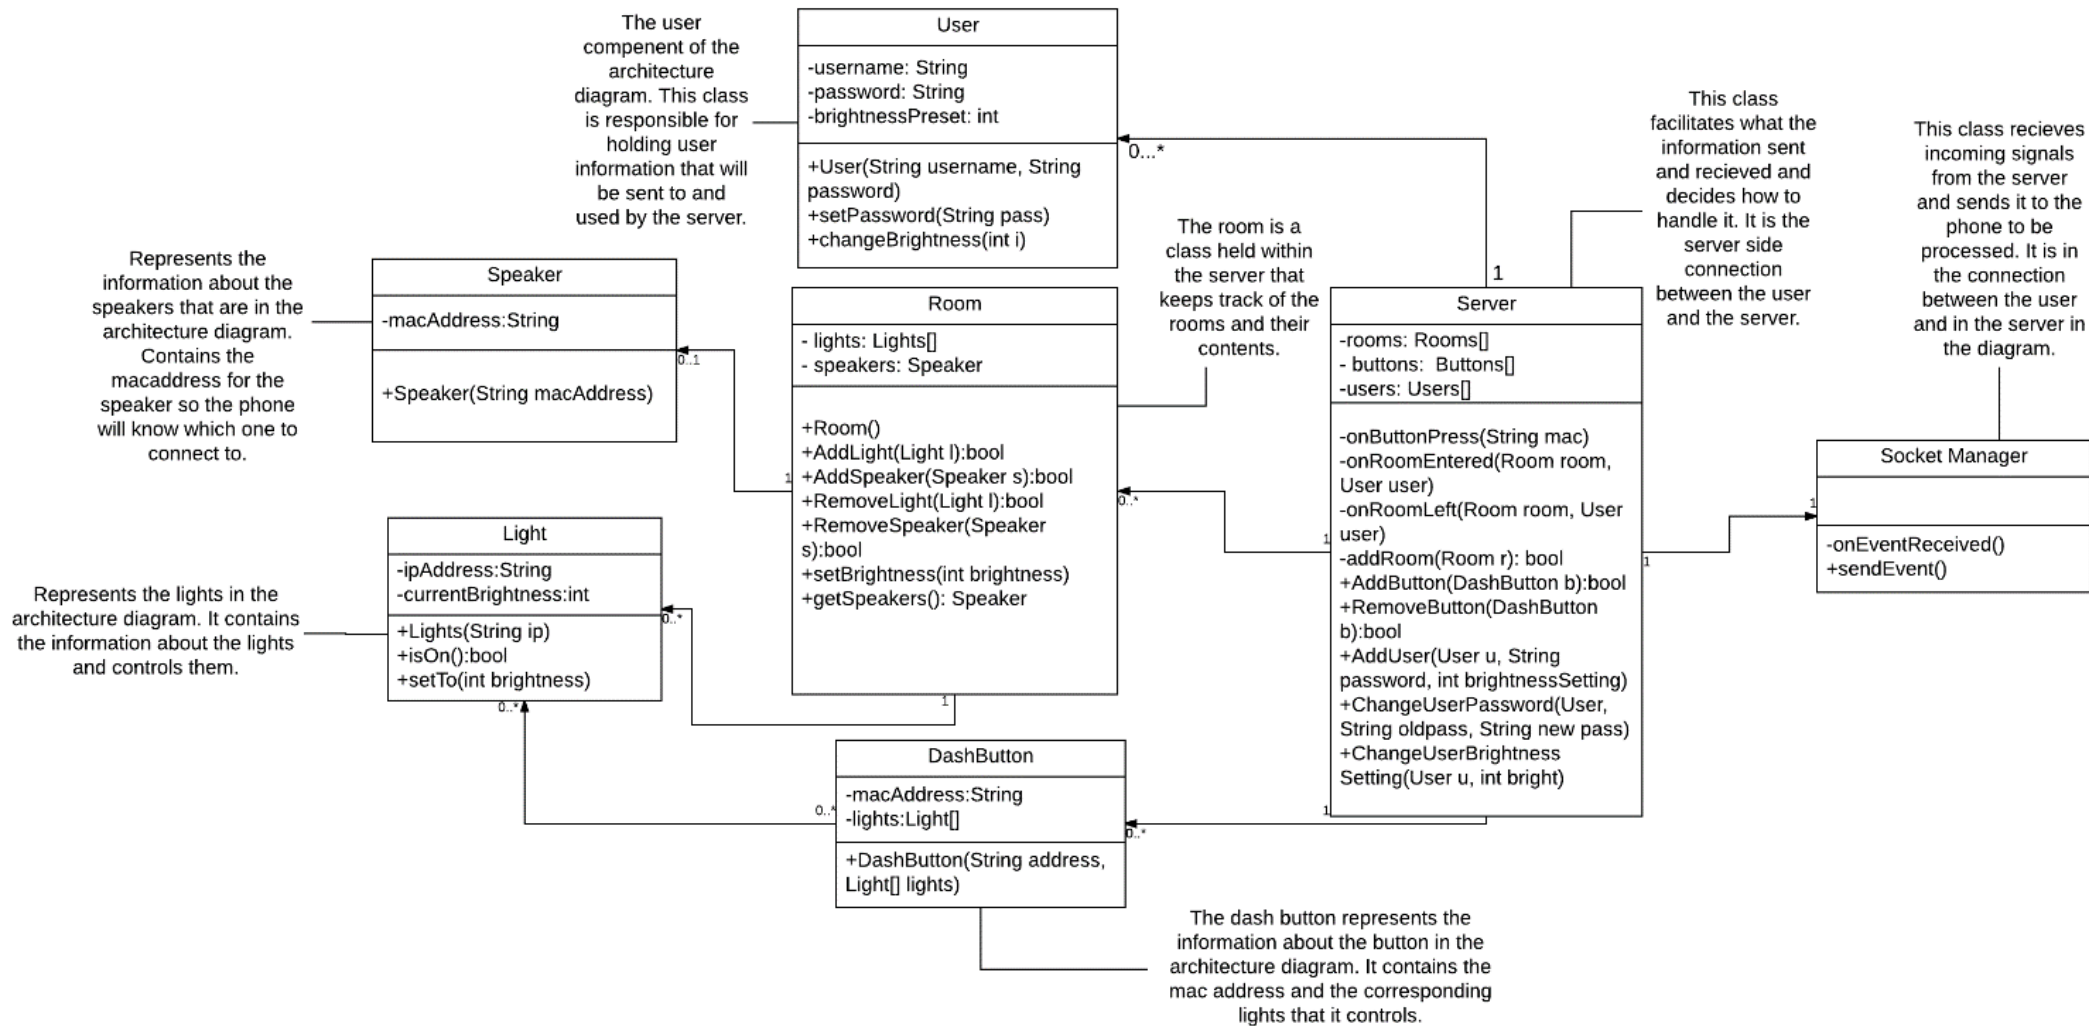 The user
compenent of the
architecture
diagram. This class
is responsible for
holding user
information that will
be sent to and
used by the server.
User
-username: String
-password: String
-brightnessPreset: int
+User(String username, String
password)
+setPassword(String pass)
+changeBrightness(int i)
0...*
1
This class
facilitates what the
information sent
and recieved and
decides how to
handle it. It is the
server side
connection
between the user
and the server.
This class recieves
incoming signals
from the server
and sends it to the
phone to be
processed. It is in
the connection
between the user
and in the server in
the diagram.
Represents the
information about the
speakers that are in the
architecture diagram.
Contains the
macaddress for the
speaker so the phone
will know which one to
connect to.
Speaker
-macAddress:String
+Speaker(String macAddress)
0..1
1
Room
- lights: Lights[]
- speakers: Speaker
+Room()
+AddLight(Light l):bool
+AddSpeaker(Speaker s):bool
+RemoveLight(Light l):bool
+RemoveSpeaker(Speaker
s):bool
+setBrightness(int brightness)
+getSpeakers(): Speaker
The room is a
class held within
the server that
keeps track of the
rooms and their
contents.
0..*
1
Server
-rooms: Rooms[]
- buttons: Buttons[]
-users: Users[]
-onButtonPress(String mac)
-onRoomEntered(Room room,
User user)
-onRoomLeft(Room room, User
user)
-addRoom(Room r): bool
+AddButton(DashButton b):bool
+RemoveButton(DashButton
b):bool
+AddUser(User u, String
password, int brightnessSetting)
+ChangeUserPassword(User,
String oldpass, String new pass)
+ChangeUserBrightness
Setting(User u, int bright)
1
1
Socket Manager
-onEventReceived()
+sendEvent()
Represents the lights in the
architecture diagram. It contains
the information about the lights
and controls them.
Light
-ipAddress:String
-currentBrightness:int
+Lights(String ip)
+isOn():bool
+setTo(int brightness)
0..*
1
0..*
0..*
DashButton
-macAddress:String
-lights:Light[]
+DashButton(String address,
Light[] lights)
0..*
1
The dash button represents the
information about the button in the
architecture diagram. It contains the
mac address and the corresponding
lights that it controls.